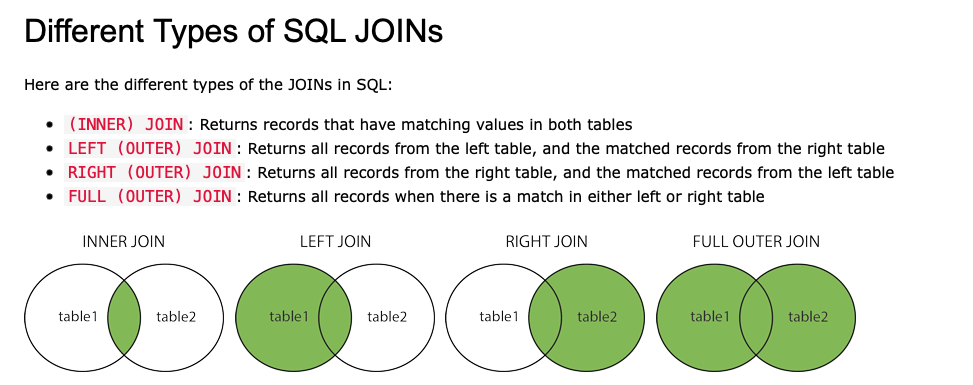 Different Types of SQL JOINs
Here are the different types of the JOINs in SQL:
(INNER) JOIN: Returns records that have matching values in both tables
LEFT (OUTER) JOIN: Returns all records from the left table, and the matched records from the right table
RIGHT (OUTER) JOIN: Returns all records from the right table, and the matched records from the left table
FULL (OUTER) JOIN: Returns all records when there is a match in either left or right table
INNER JOIN LEFT JOIN RIGHT JOIN FULL OUTER JOIN
table1 table2 table1 table2 table1 table2 table1 table2